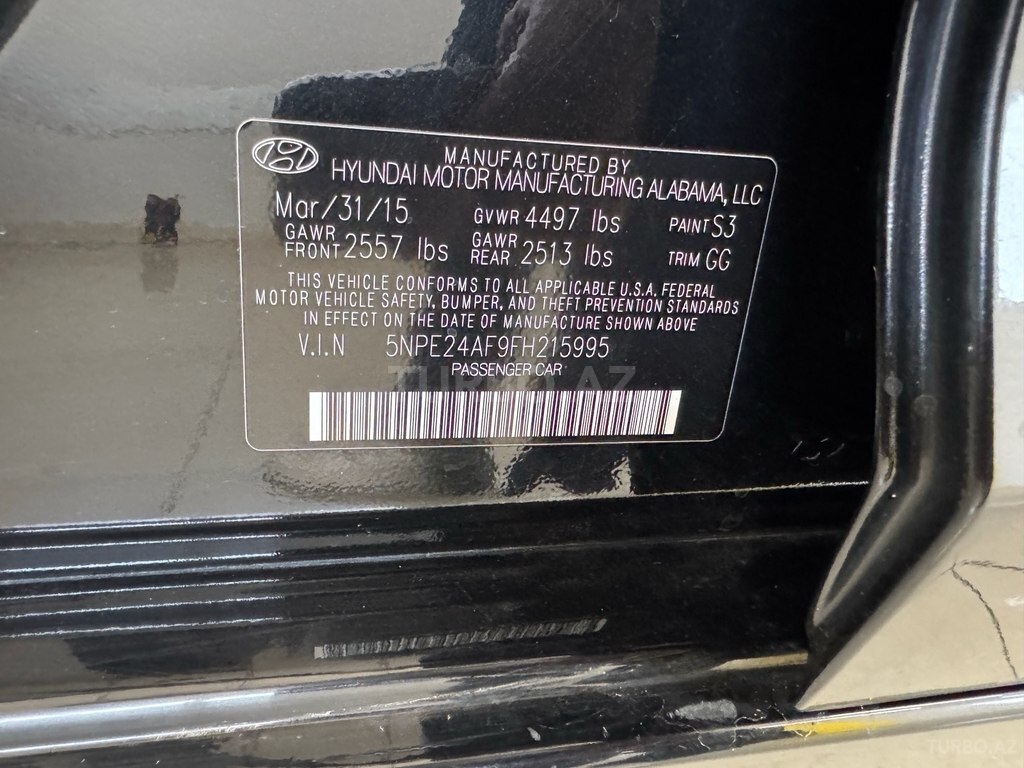 MANUFACTURED BY
HYUNDAI MOTOR MANUFACTURING ALABAMA, LLC
Mar/31/15 GVWR 4497 lbs PAINT S3
GAWR FRONT 2557 lbs GAWR REAR 2513 lbs TRIM GG
THIS VEHICLE CONFORMS TO ALL APPLICABLE U.S.A. FEDERAL
MOTOR VEHICLE SAFETY, BUMPER, AND THEFT PREVENTION STANDARDS
IN EFFECT ON THE DATE OF MANUFACTURE SHOWN ABOVE
V.I.N 5NPE24AF9FH215995
PASSENGER CAR
TURBO.AZ
TURBO.AZ